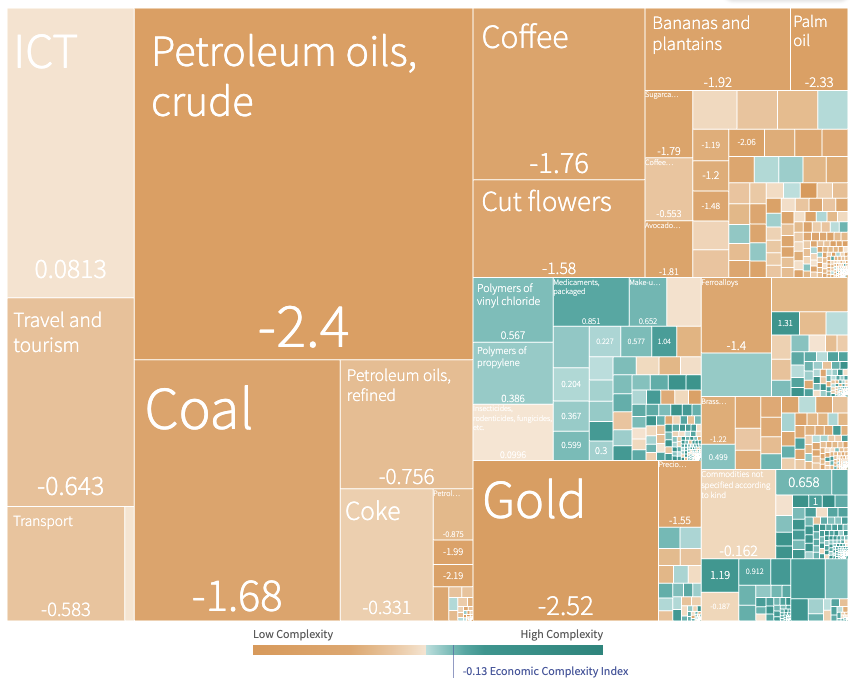 ICT
0.0813
Travel and
tourism
-0.643
Transport
-0.583
Petroleum oils,
crude
-2.4
Coal
-1.68
Petroleum oils,
refined
-0.756
Coke
-0.331
Petrol...
-0.875
-1.99
-2.19
Coffee
-1.76
Cut flowers
-1.58
Bananas and
plantains
-1.92
Palm
oil
-2.33
Sugarca...
-1.79
Coffee...
-0.553
Avocado...
-1.81
-1.19
-2.06
-1.2
-1.48
Polymers of
vinyl chloride
0.567
Polymers of
propylene
0.386
Insecticides,
rodenticides, fungicides,
etc
0.0996
Medicaments,
packaged
0.851
Make-u...
0.652
0.227
0.577
1.04
0.204
0.367
0.599
0.3
Gold
-2.52
Precio...
-1.55
Ferroalloys
-1.4
1.31
Brass...
-1.22
0.499
Commodities not
specified according
to kind
-0.162
0.658
1
1.19
0.912
-0.187
Low Complexity
High Complexity
-0.13 Economic Complexity Index